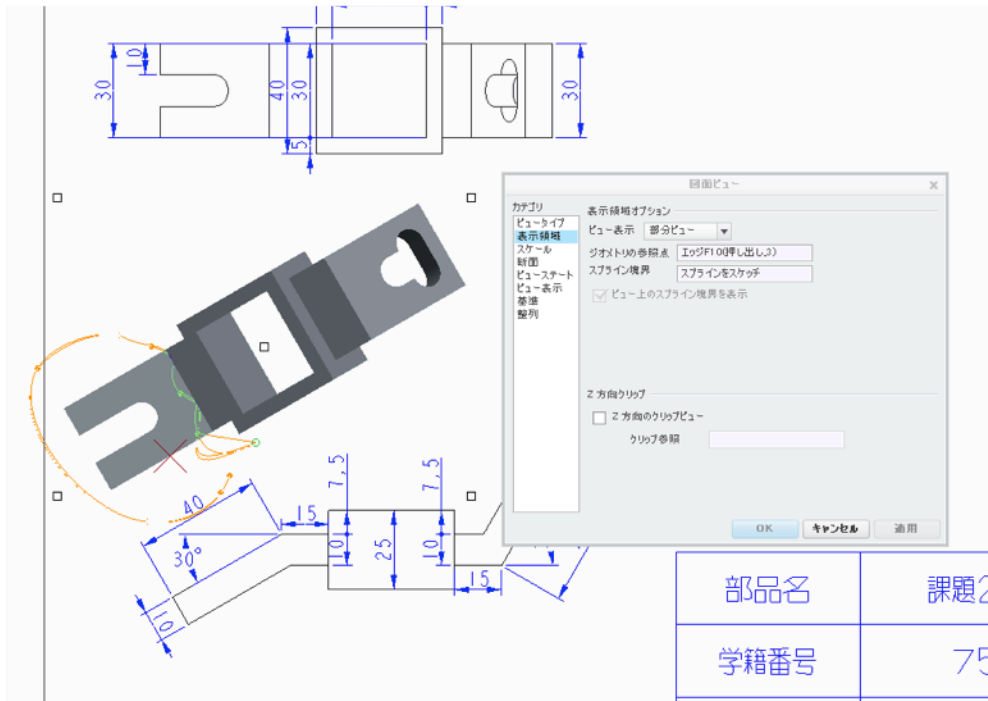 10
30
40
30
5
30
図面ビュー
カテゴリ
ビュータイプ
表示領域
スケール
断面
ビューステート
ビュー表示
基準
整列
表示領域オプション
ビュー表示 部分ビュー
ジオメトリの参照点 エッジF10(押し出し_3)
スプライン境界 スプラインをスケッチ
ビュー上のスプライン境界を表示
Z 方向クリップ
Z 方向のクリップビュー
クリップ参照
OK キャンセル 適用
40
15
7,5
7,5
30°
10
25
10
15
10
部品名 課題2
学籍番号 75